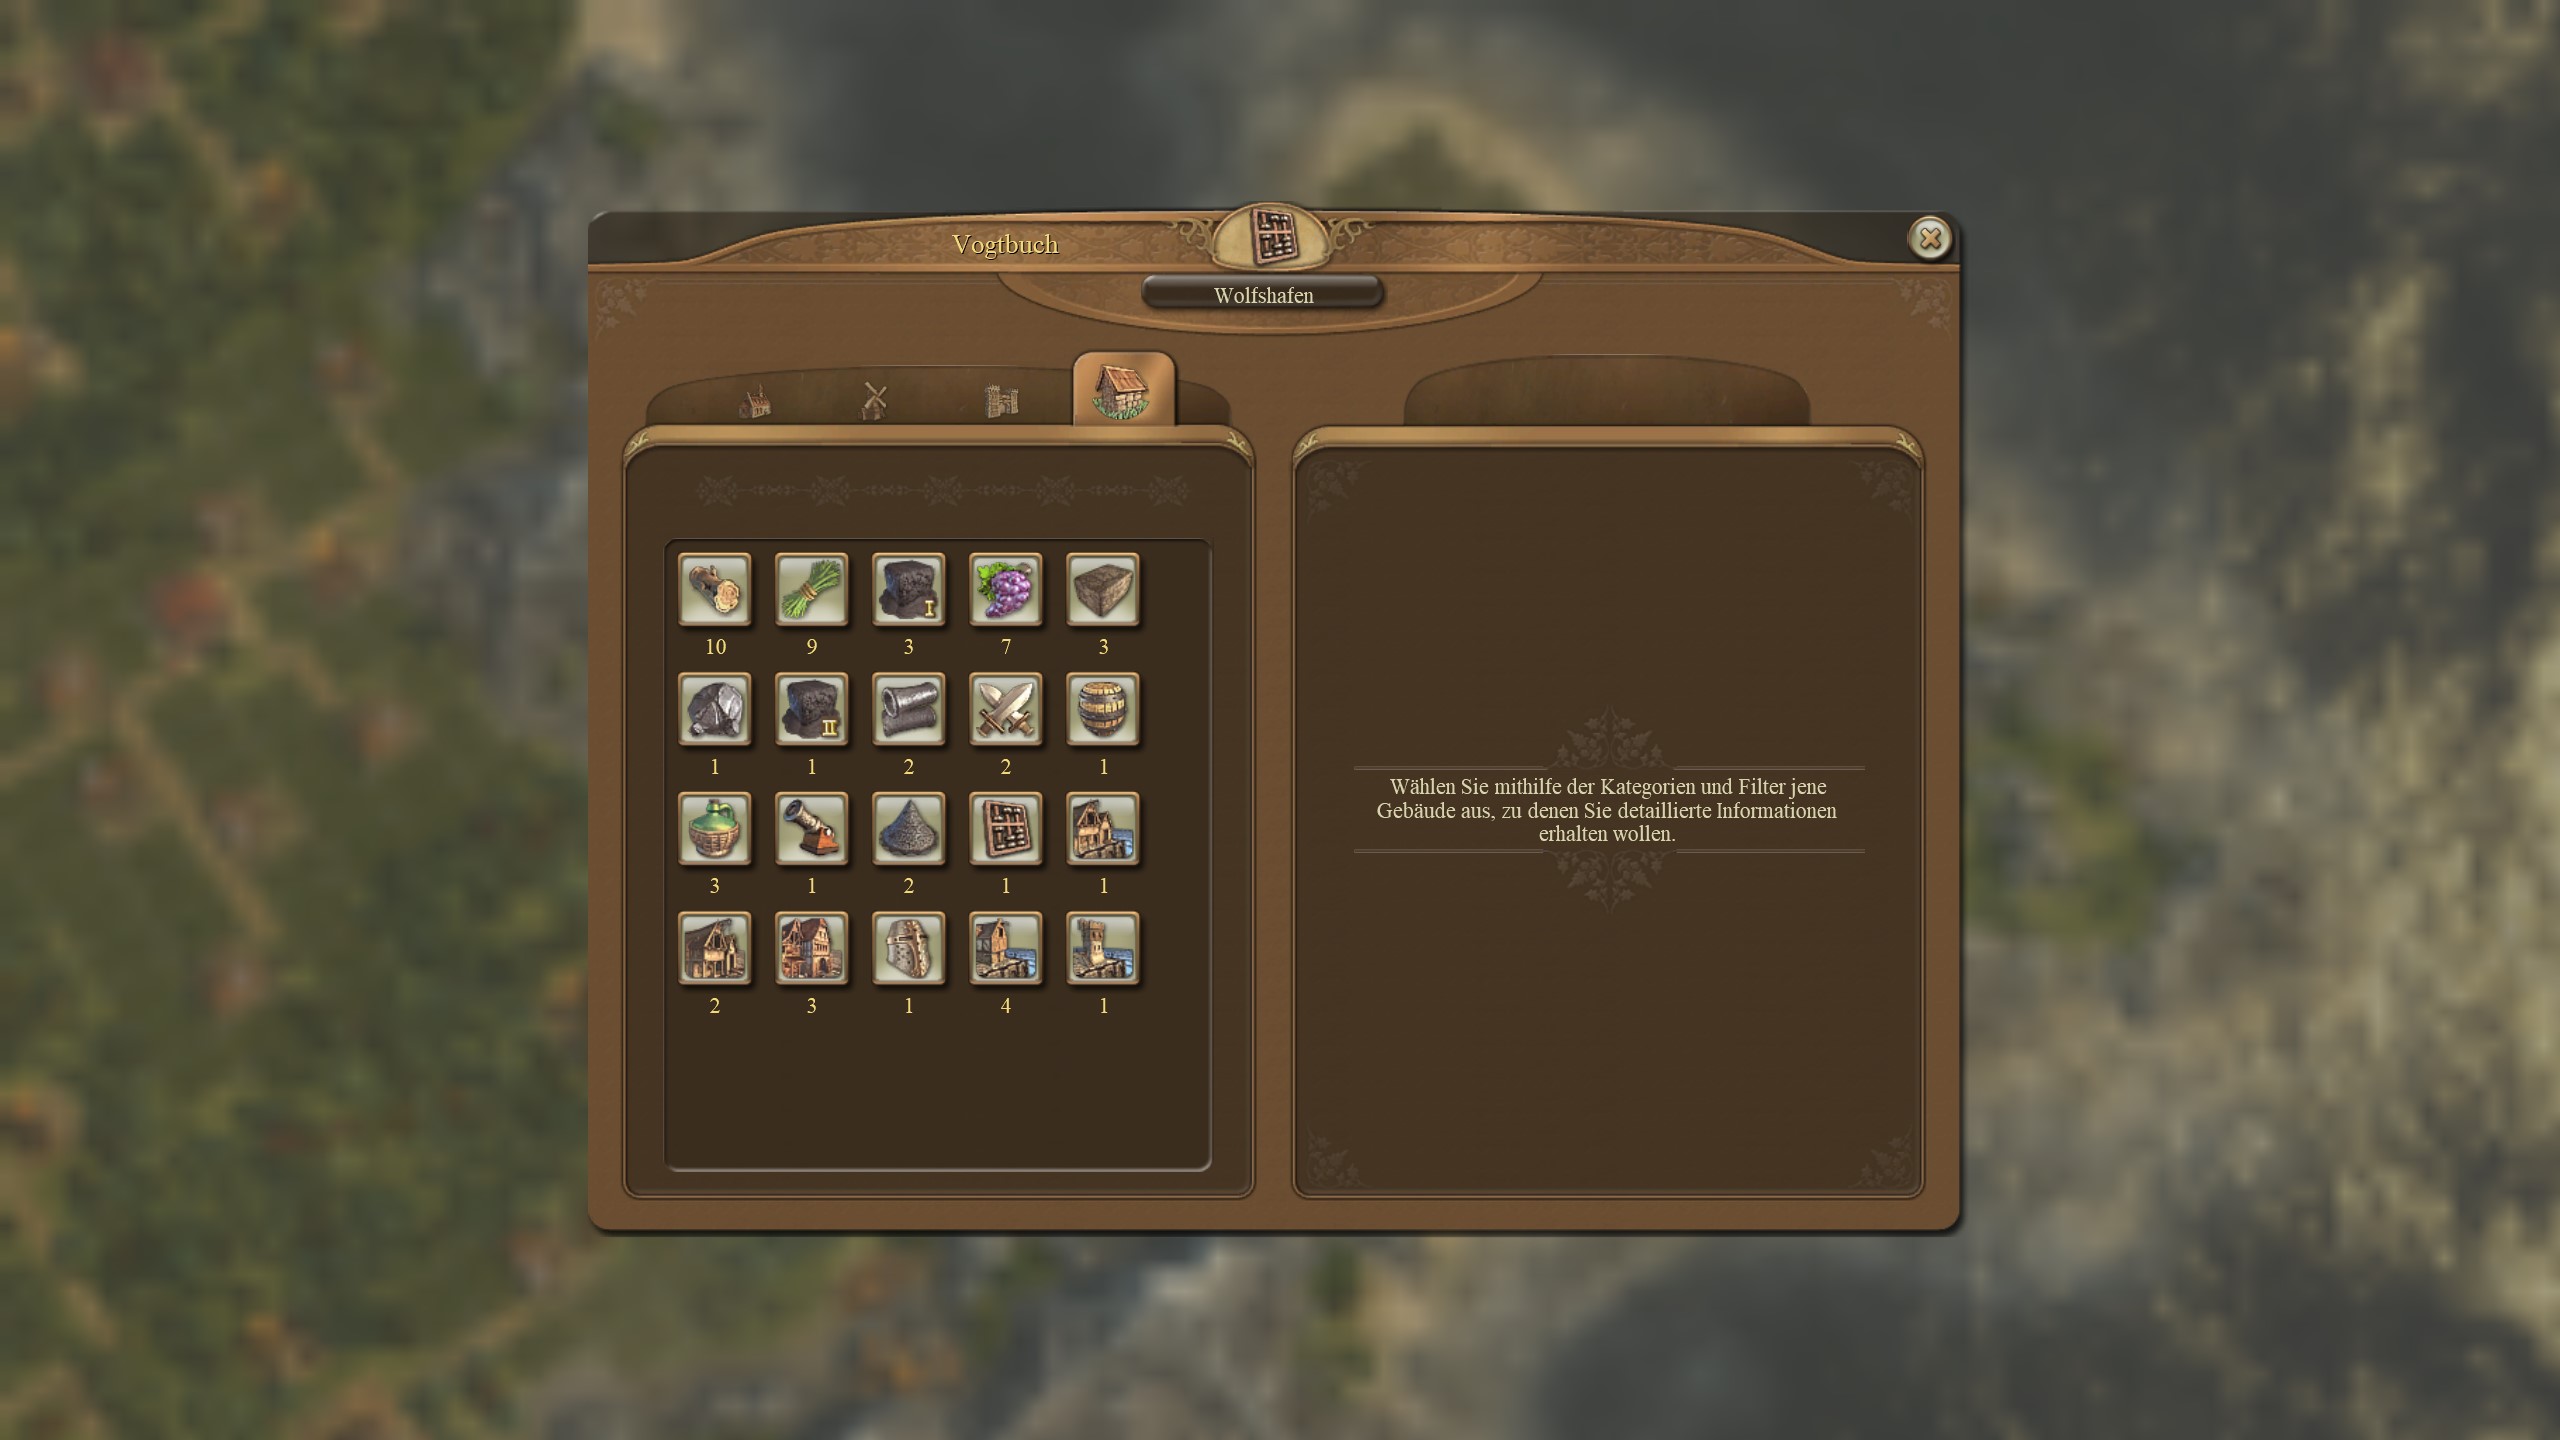 Vogtbuch
Wolfshafen
I
10 9 3 7 3
II
1 1 2 2 1
3 1 2 1 1
2 3 1 4 1
Wählen Sie mithilfe der Kategorien und Filter jene
Gebäude aus, zu denen Sie detaillierte Informationen
erhalten wollen.